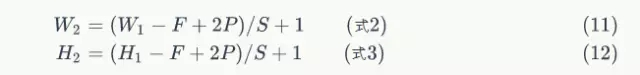 W₂ = (W₁ − F + 2P)/S + 1 (式2) (11)
H₂ = (H₁ − F + 2P)/S + 1 (式3) (12)